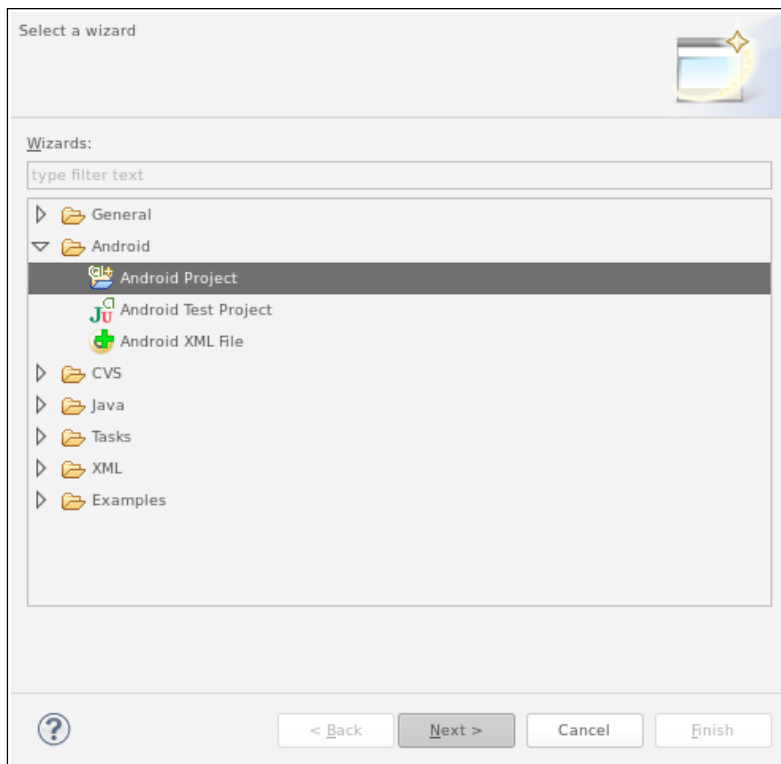 Select a wizard
Wizards:
type filter text
General
Android
Android Project
Android Test Project
Android XML File
CVS
Java
Tasks
XML
Examples
< Back Next > Cancel Finish